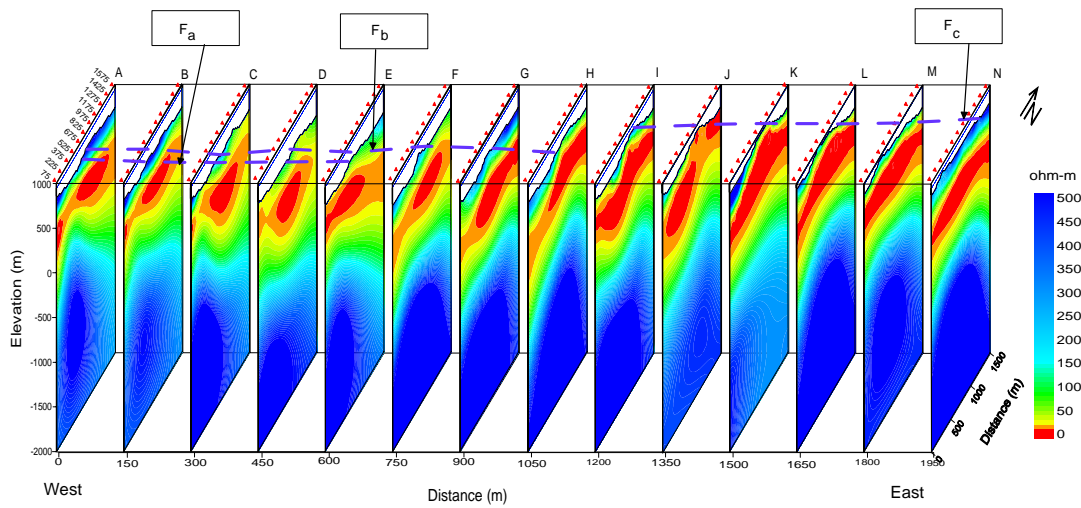 Fa
Fb
Fc
A B C D E F G H I J K L M N
1575
1425
1275
1175
975
825
675
525
375
225
75
N
ohm-m
500
450
400
350
300
250
200
150
100
50
0
1000
500
0
-500
-1000
-1500
-2000
Elevation (m)
0 150 300 450 600 750 900 1050 1200 1350 1500 1650 1800 1950
0
500
1000
1500
Distance (m)
West
Distance (m)
East